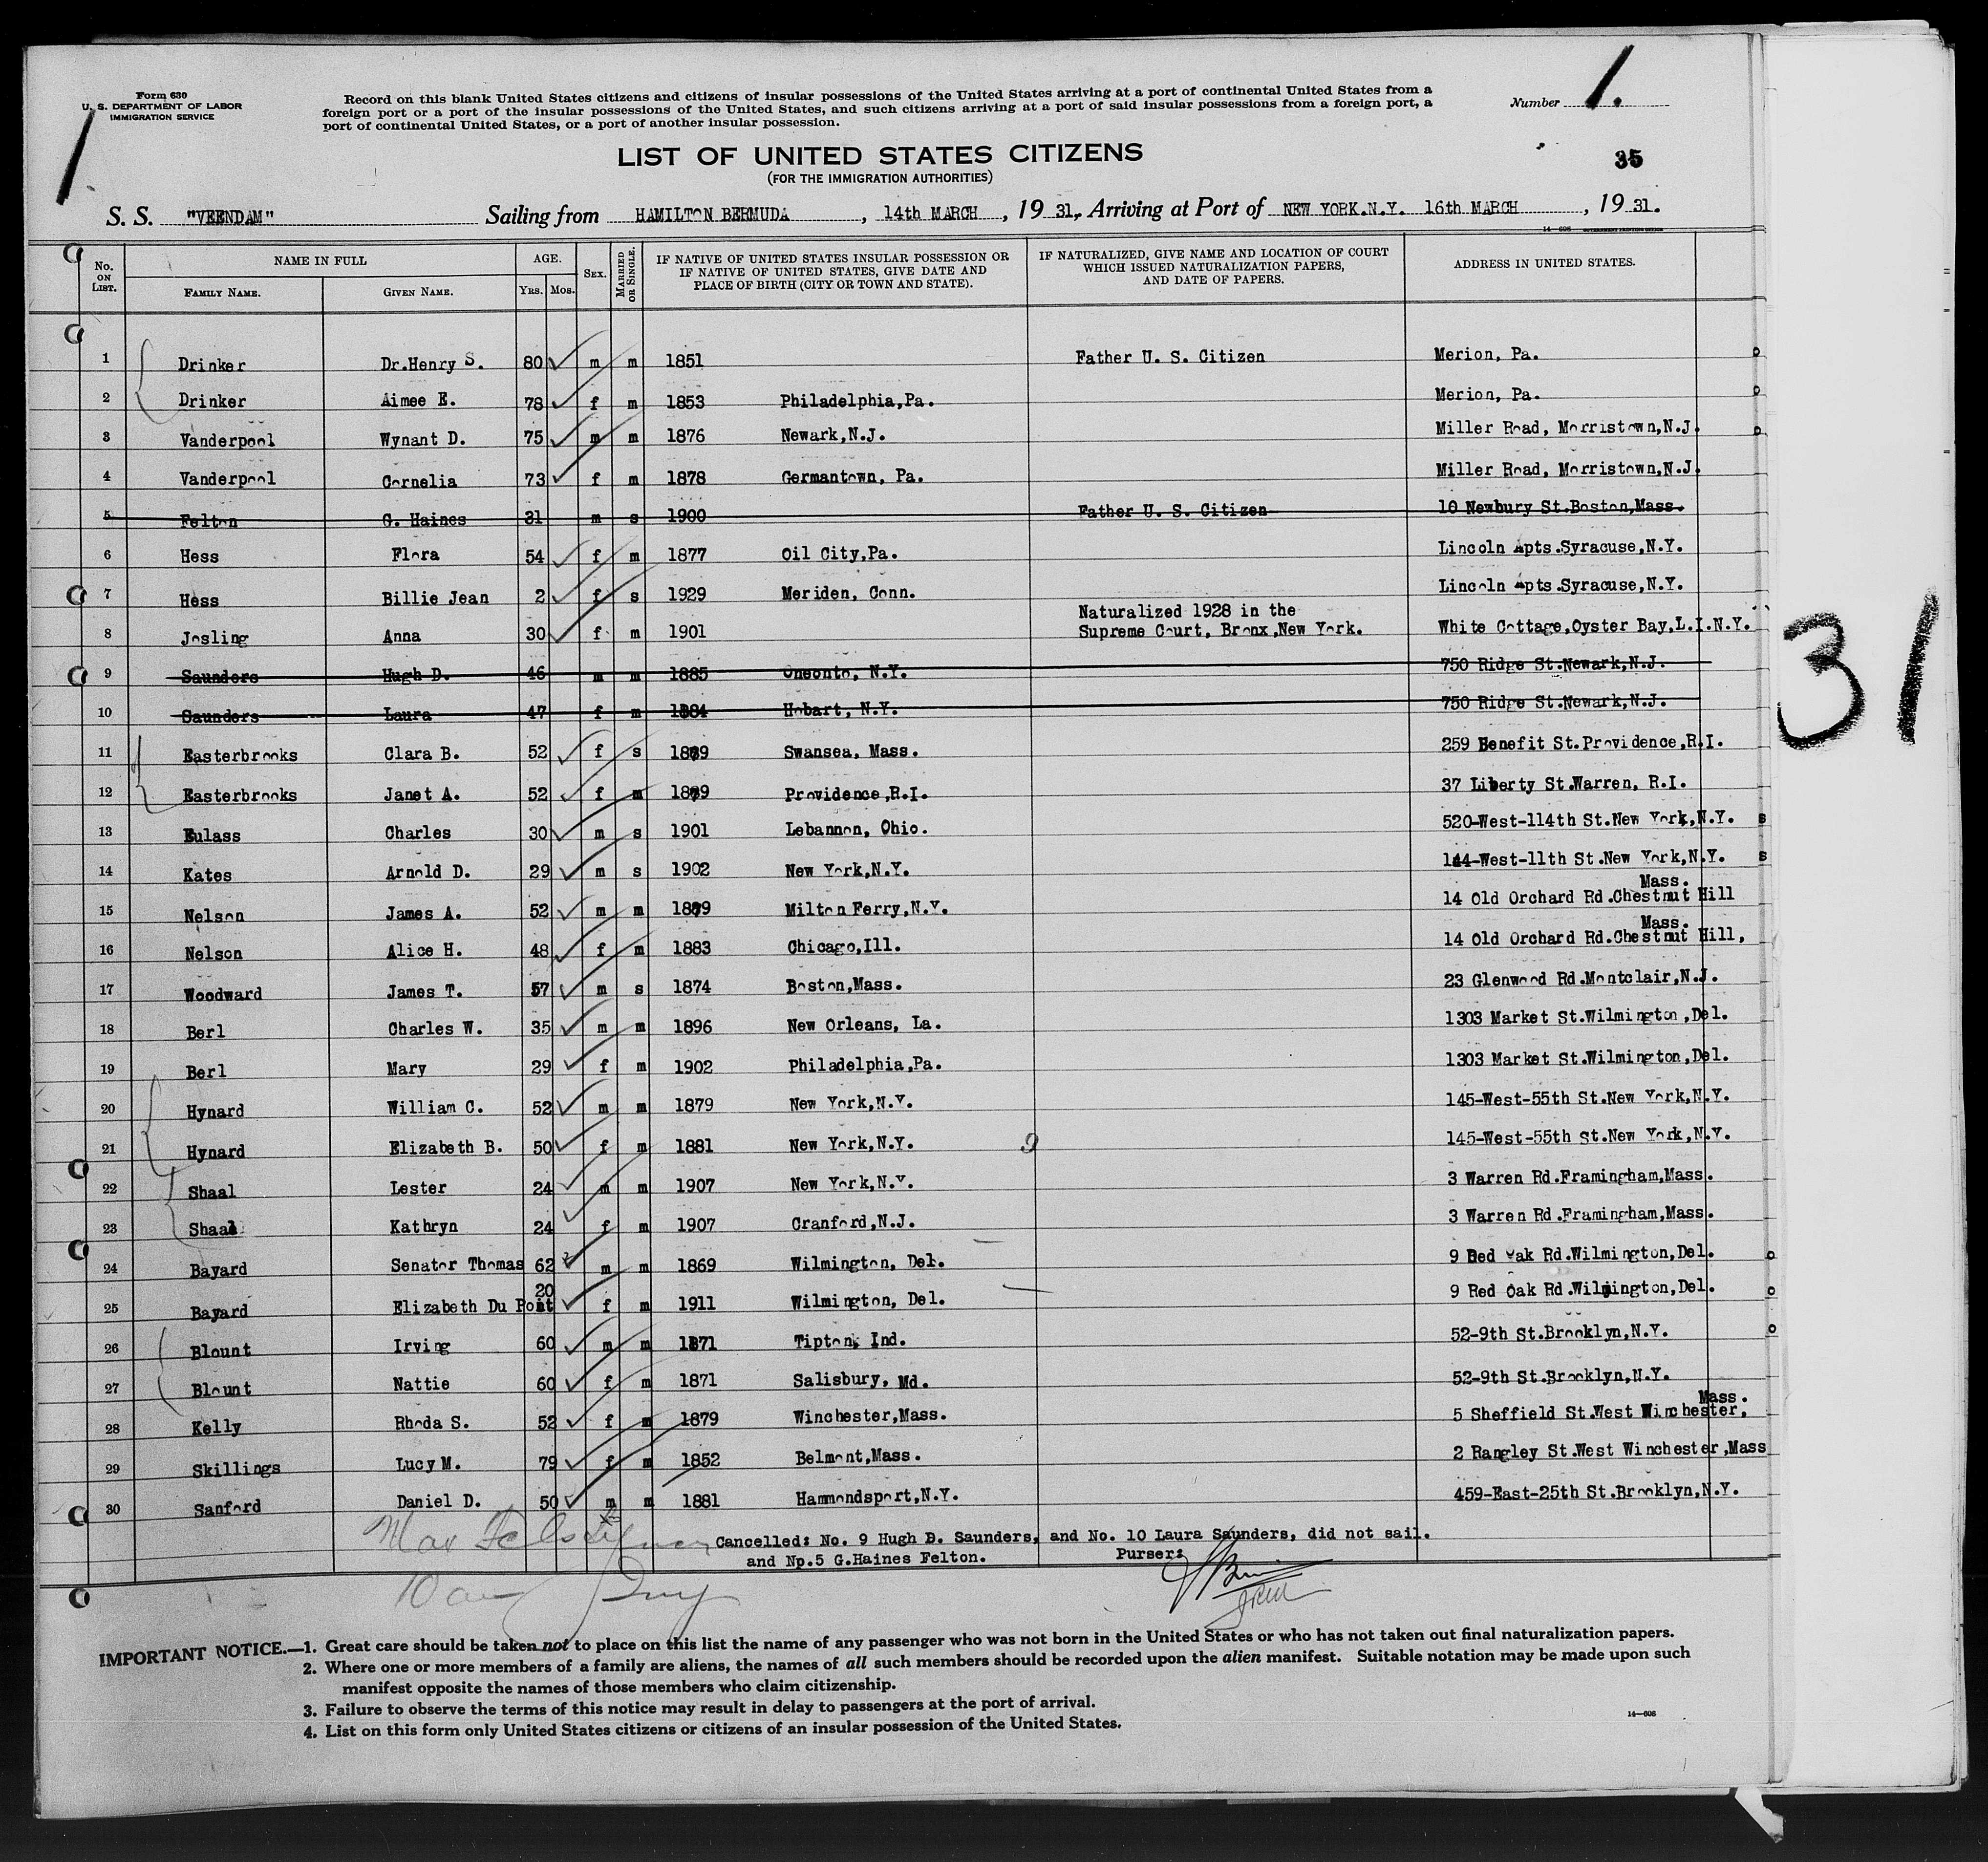 Form 630
U. S. DEPARTMENT OF LABOR
IMMIGRATION SERVICE
Record on this blank United States citizens and citizens of insular possessions of the United States arriving at a port of continental United States from a
foreign port or a port of the insular possessions of the United States, and such citizens arriving at a port of said insular possessions from a foreign port, a
port of continental United States, or a port of another insular possession.
Number 1.
1
LIST OF UNITED STATES CITIZENS
(FOR THE IMMIGRATION AUTHORITIES)
35
S. S. "VEENDAM" Sailing from HAMILTON BERMUDA, 14th MARCH, 19 31, Arriving at Port of NEW YORK.N.Y. 16th MARCH, 19 31.
No. ON LIST. NAME IN FULL FAMILY NAME. GIVEN NAME. AGE. YRS. MOS. SEX. MARRIED OR SINGLE. IF NATIVE OF UNITED STATES INSULAR POSSESSION OR IF NATIVE OF UNITED STATES, GIVE DATE AND PLACE OF BIRTH (CITY OR TOWN AND STATE). IF NATURALIZED, GIVE NAME AND LOCATION OF COURT WHICH ISSUED NATURALIZATION PAPERS, AND DATE OF PAPERS. ADDRESS IN UNITED STATES.
1 Drinker Dr.Henry S. 80 m m 1851 Father U. S. Citizen Merion, Pa.
2 Drinker Aimee E. 78 f m 1853 Philadelphia,Pa. Merion, Pa.
3 Vanderpool Wynant D. 75 m m 1876 Newark,N.J. Miller Road, Morristown,N.J.
4 Vanderpool Cornelia 73 f m 1878 Germantown, Pa. Miller Road, Morristown,N.J.
5 Felton G. Haines 31 m s 1900 Father U. S. Citizen 10 Newbury St.Boston,Mass.
6 Hess Flora 54 f m 1877 Oil City,Pa. Lincoln Apts.Syracuse,N.Y.
7 Hess Billie Jean 2 f s 1929 Meriden, Conn. Lincoln Apts.Syracuse,N.Y.
Naturalized 1928 in the
8 Josling Anna 30 f m 1901 Supreme Court, Bronx,New York. White Cottage,Oyster Bay,L.I.N.Y.
9 Saunders Hugh D. 46 m m 1885 Oneonto, N.Y. 750 Ridge St.Newark,N.J.
10 Saunders Laura 47 f m 1884 Hobart, N.Y. 750 Ridge St.Newark,N.J.
11 Easterbrooks Clara B. 52 f s 1879 Swansea, Mass. 259 Benefit St.Providence,R.I.
12 Easterbrooks Janet A. 52 f m 1879 Providence,R.I. 37 Liberty St.Warren, R.I.
13 Eulass Charles 30 m s 1901 Lebannon, Ohio. 520-West-114th St.New York,N.Y. s
14 Kates Arnold D. 29 m s 1902 New York,N.Y. 144-West-11th St.New York,N.Y. s
Mass.
15 Nelson James A. 52 m m 1879 Milton Ferry,N.Y. 14 Old Orchard Rd.Chestnut Hill
Mass.
16 Nelson Alice H. 48 f m 1883 Chicago,Ill. 14 Old Orchard Rd.Chestnut Hill,
17 Woodward James T. 57 m s 1874 Boston,Mass. 23 Glenwood Rd.Montclair,N.J.
18 Berl Charles W. 35 m m 1896 New Orleans, La. 1303 Market St.Wilmington,Del.
19 Berl Mary 29 f m 1902 Philadelphia,Pa. 1303 Market St.Wilmington,Del.
20 Hynard William C. 52 m m 1879 New York,N.Y. 145-West-55th St.New York,N.Y.
21 Hynard Elizabeth B. 50 f m 1881 New York,N.Y. 145-West-55th St.New York,N.Y.
22 Shaal Lester 24 m m 1907 New York,N.Y. 3 Warren Rd.Framingham,Mass.
23 Shaal Kathryn 24 f m 1907 Cranford,N.J. 3 Warren Rd.Framingham,Mass.
24 Bayard Senator Thomas 62 m m 1869 Wilmington, Del. 9 Red Oak Rd.Wilmington,Del.
25 Bayard Elizabeth Du Pont 20 f m 1911 Wilmington, Del. 9 Red Oak Rd.Wilmington,Del.
26 Blount Irving 60 m m 1871 Tipton, Ind. 52-9th St.Brooklyn,N.Y.
27 Blount Nattie 60 f m 1871 Salisbury, Md. 52-9th St.Brooklyn,N.Y.
Mass.
28 Kelly Rhoda S. 52 f m 1879 Winchester,Mass. 5 Sheffield St.West Winchester,
29 Skillings Lucy M. 79 f m 1852 Belmont,Mass. 2 Rangley St.West Winchester,Mass
30 Sanford Daniel D. 50 m m 1881 Hammondsport,N.Y. 459-East-25th St.Brooklyn,N.Y.
Cancelled: No. 9 Hugh B. Saunders, and No. 10 Laura Saunders, did not sail.
and Np.5 G.Haines Felton. Purser:
IMPORTANT NOTICE.—1. Great care should be taken not to place on this list the name of any passenger who was not born in the United States or who has not taken out final naturalization papers.
2. Where one or more members of a family are aliens, the names of all such members should be recorded upon the alien manifest. Suitable notation may be made upon such
manifest opposite the names of those members who claim citizenship.
3. Failure to observe the terms of this notice may result in delay to passengers at the port of arrival.
4. List on this form only United States citizens or citizens of an insular possession of the United States.
14—608
31